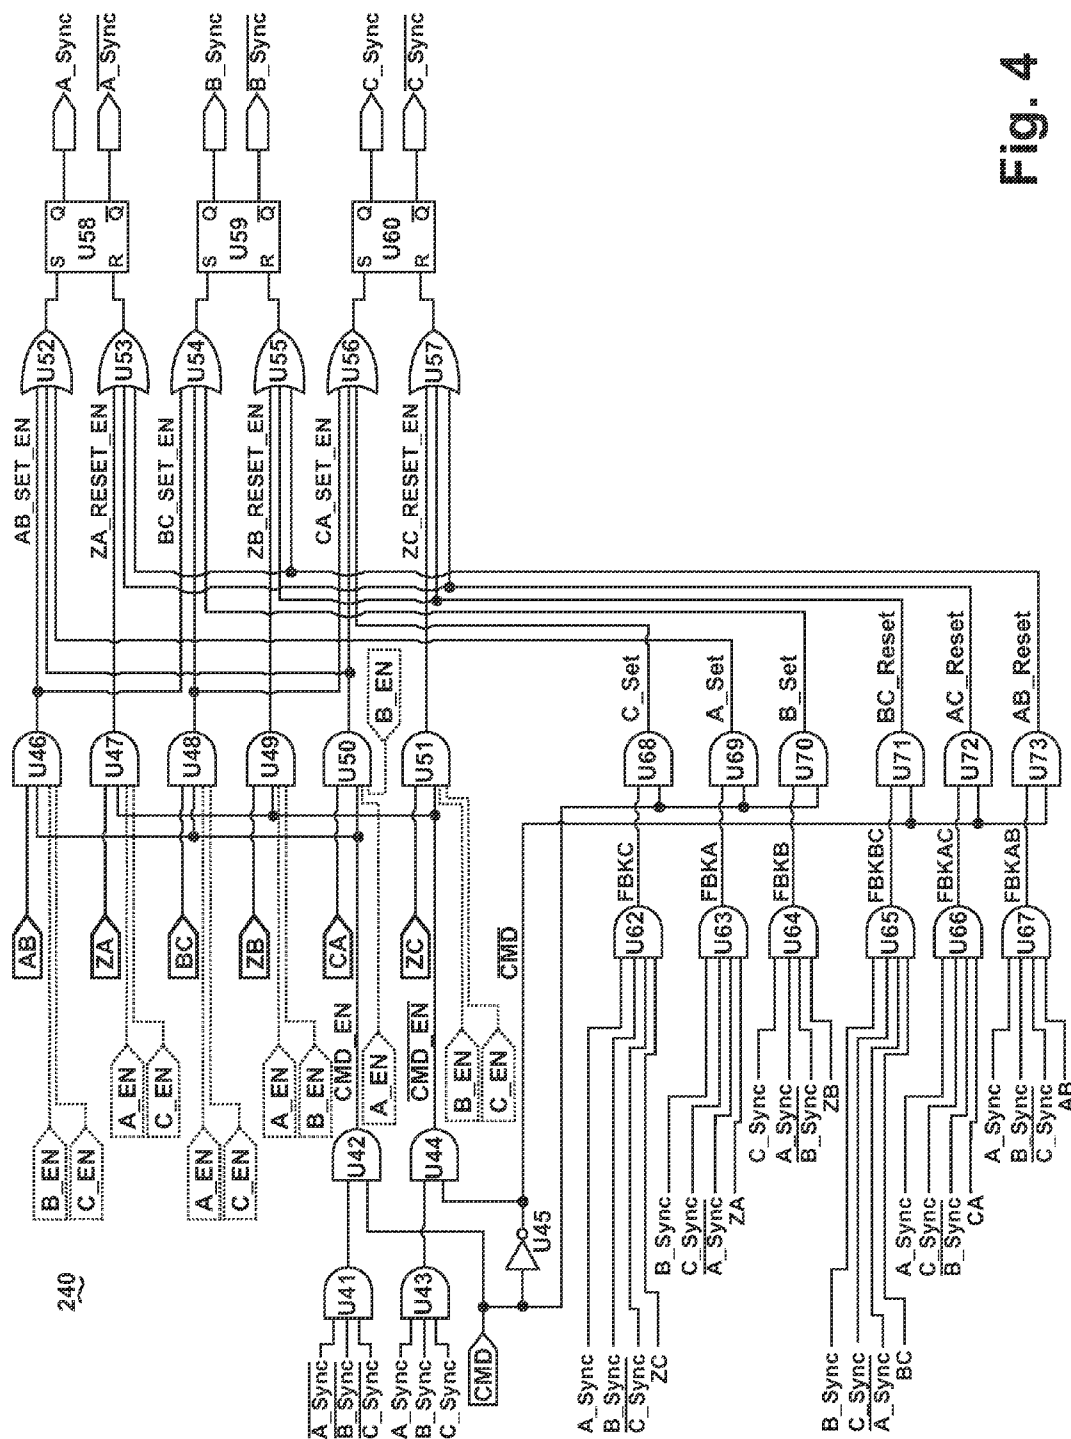 A_Sync
A_Sync
B_Sync
B_Sync
C_Sync
C_Sync
Fig. 4
Q
Q
U58
S
R
Q
Q
U59
S
R
Q
Q
U60
S
R
U52
U53
U54
U55
U56
U57
AB_SET_EN
ZA_RESET_EN
BC_SET_EN
ZB_RESET_EN
CA_SET_EN
ZC_RESET_EN
B_EN
C_Set
A_Set
B_Set
BC_Reset
AC_Reset
AB_Reset
U46
U47
U48
U49
U50
U51
U68
U69
U70
U71
U72
U73
FBKC
FBKA
FBKB
FBKBC
FBKAC
FBKAB
AB
ZA
BC
ZB
CA
ZC
CMD
U62
U63
U64
U65
U66
U67
CMD_EN
CMD_EN
B_EN
C_EN
A_EN
C_EN
A_EN
C_EN
A_EN
B_EN
A_EN
B_EN
C_EN
U42
U44
U45
U41
U43
240
A_Sync
B_Sync
C_Sync
A_Sync
B_Sync
C_Sync
CMD
A_Sync
B_Sync
C_Sync
ZC
B_Sync
C_Sync
A_Sync
ZA
C_Sync
A_Sync
B_Sync
ZB
B_Sync
C_Sync
A_Sync
BC
A_Sync
C_Sync
B_Sync
CA
A_Sync
B_Sync
C_Sync
AB